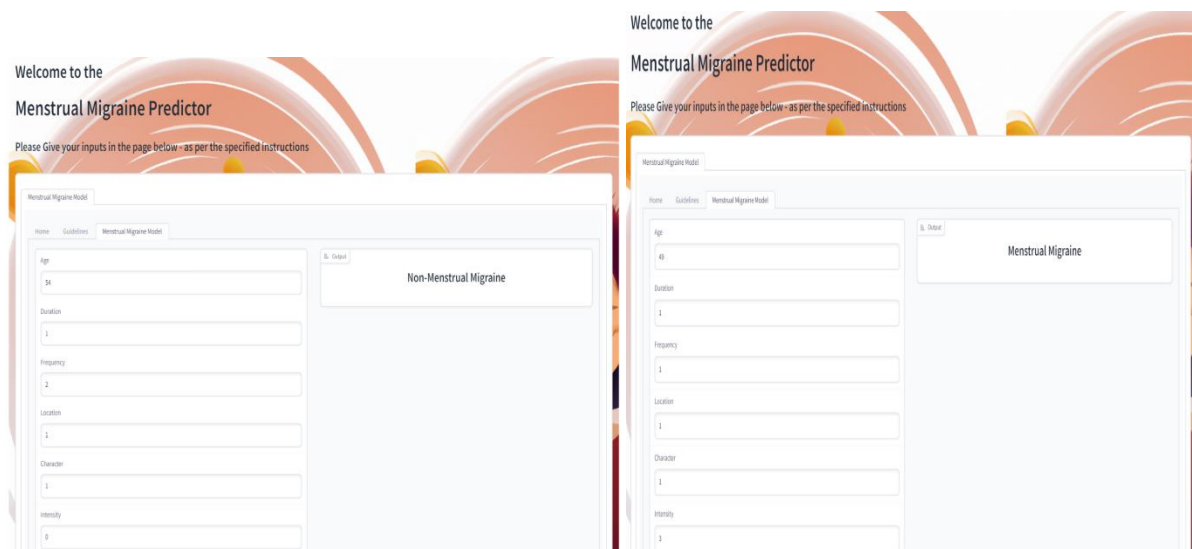 Welcome to the
Menstrual Migraine Predictor
Please Give your inputs in the page below - as per the specified instructions
Menstrual Migraine Model
Home Guidelines Menstrual Migraine Model
Age
54
Output
Non-Menstrual Migraine
Duration
1
Frequency
2
Location
1
Character
1
Intensity
0
Welcome to the
Menstrual Migraine Predictor
Please Give your inputs in the page below - as per the specified instructions
Menstrual Migraine Model
Home Guidelines Menstrual Migraine Model
Age
Output
Menstrual Migraine
Duration
1
Frequency
1
Location
1
Character
1
Intensity
3